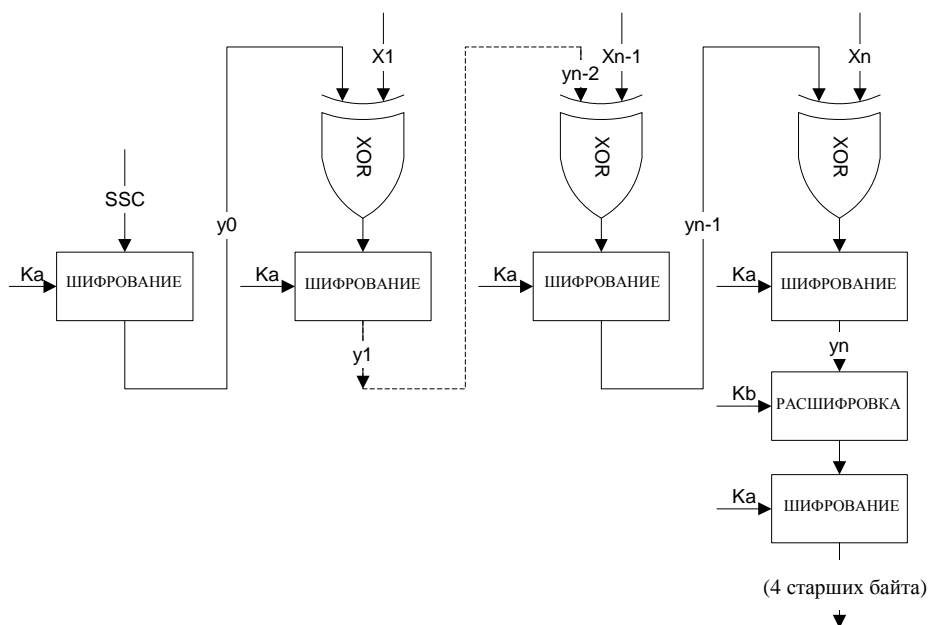 X1
Xn-1
Xn
yn-2
XOR
XOR
XOR
SSC
y0
yn-1
Ka
ШИФРОВАНИЕ
Ka
ШИФРОВАНИЕ
Ka
ШИФРОВАНИЕ
Ka
ШИФРОВАНИЕ
y1
yn
Kb
РАСШИФРОВКА
Ka
ШИФРОВАНИЕ
(4 старших байта)